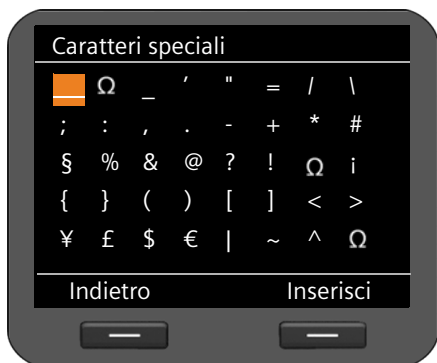 Caratteri speciali
Ω _ ʼ " = / \
; : , . - + * #
§ % & @ ? ! Ω ¡
{ } ( ) [ ] < >
¥ £ $ € | ~ ^ Ω
Indietro Inserisci